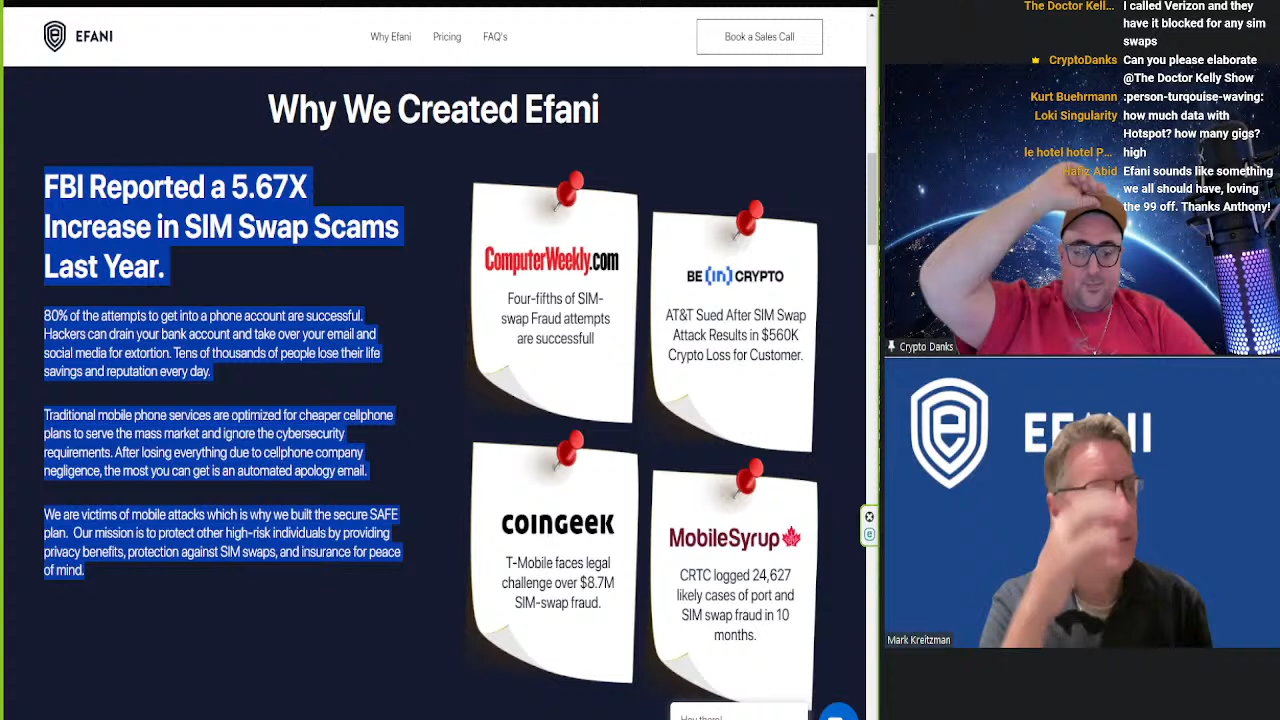 EFANI
Why Efani
Pricing
FAQ's
Book a Sales Call
Why We Created Efani
FBI Reported a 5.67X
Increase in SIM Swap Scams
Last Year.
80% of the attempts to get into a phone account are successful.
Hackers can drain your bank account and take over your email and
social media for extortion. Tens of thousands of people lose their life
savings and reputation every day.
Traditional mobile phone services are optimized for cheaper cellphone
plans to serve the mass market and ignore the cybersecurity
requirements. After losing everything due to cellphone company
negligence, the most you can get is an automated apology email.
We are victims of mobile attacks which is why we built the secure SAFE
plan. Our mission is to protect other high-risk individuals by providing
privacy benefits, protection against SIM swaps, and insurance for peace
of mind.
ComputerWeekly.com
Four-fifths of SIM-
swap Fraud attempts
are successfull
BE[in]CRYPTO
AT&T Sued After SIM Swap
Attack Results in $560K
Crypto Loss for Customer.
COINGEEK
T-Mobile faces legal
challenge over $8.7M
SIM-swap fraud.
MobileSyrup
CRTC logged 24,627
likely cases of port and
SIM swap fraud in 10
months.
The Doctor Kell... I called Verizon and they
have it blocked for any sim
swaps
CryptoDanks Can you please elaborate
@The Doctor Kelly Show
Kurt Buehrmann :person-turqouise-waving:
Loki Singularity how much data with
Hotspot? how many gigs?
le hotel hotel P... high
Hafiz Abid Efani sounds like something
we all should have, loving
the 99 off. Thanks Anthony!
Crypto Danks
EFANI
Mark Kreitzman